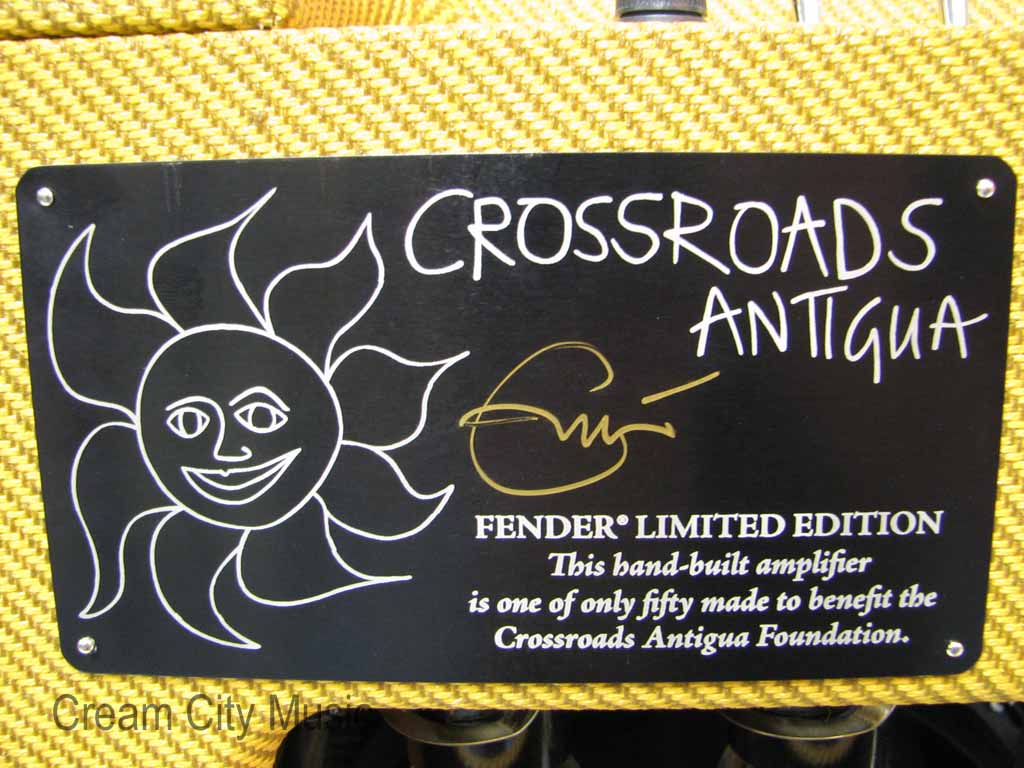 CROSSROADS
ANTIGUA
FENDER® LIMITED EDITION
This hand-built amplifier
is one of only fifty made to benefit the
Crossroads Antigua Foundation.
Cream City Music